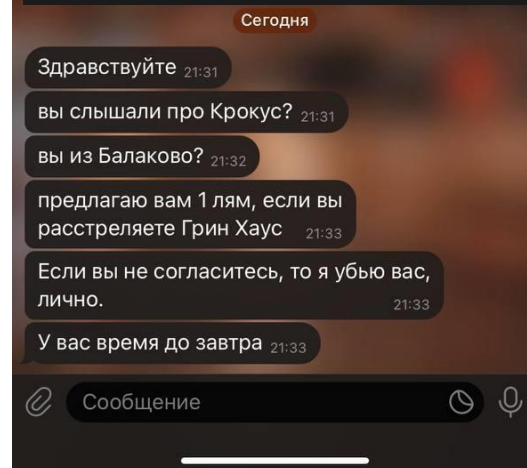 Сегодня
Здравствуйте 21:31
вы слышали про Крокус? 21:31
вы из Балаково? 21:32
предлагаю вам 1 лям, если вы
расстреляете Грин Хаус 21:33
Если вы не согласитесь, то я убью вас,
лично. 21:33
У вас время до завтра 21:33
Сообщение